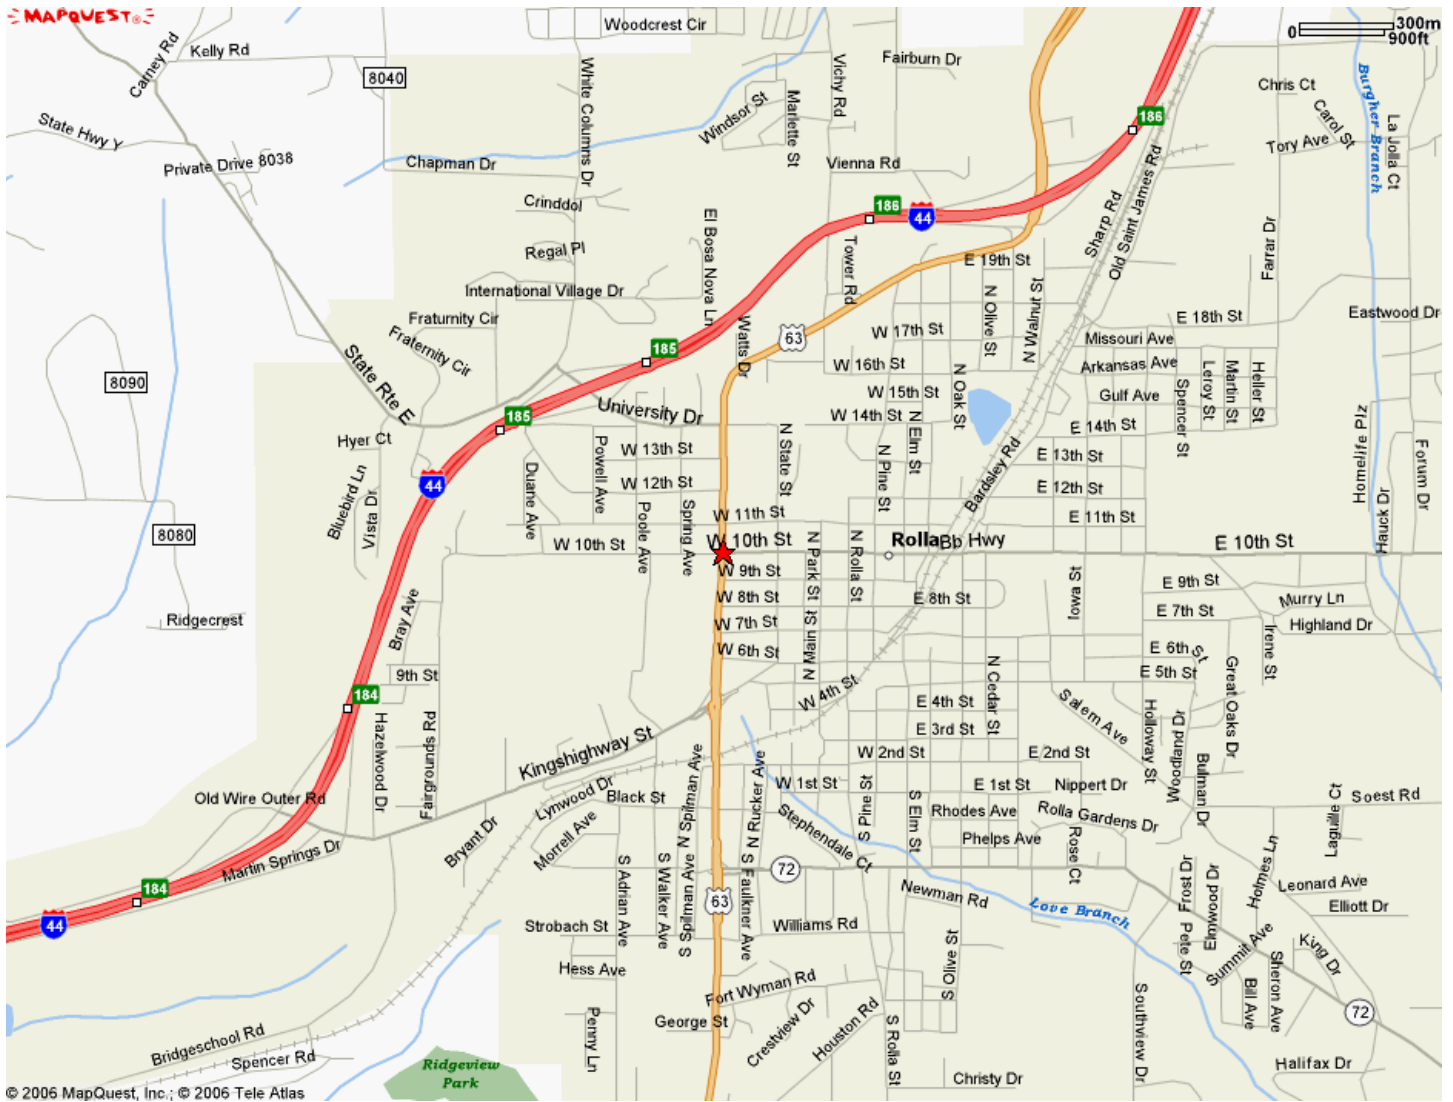 MAPQUEST®
Woodcrest Cir
300m
0
900ft
Carney Rd
Kelly Rd
8040
White Columns Dr
Vichy Rd
Fairburn Dr
Burgher Branch
Chris Ct
Carol St
La Jolla Ct
Windsor St
Marlette St
186
State Hwy Y
Private Drive 8038
Chapman Dr
Vienna Rd
Tory Ave
Crinddol
186
44
El Bosa Nova Ln
Sharp Rd
Old Saint James Rd
Farrar Dr
Regal Pl
Tower Rd
E 19th St
International Village Dr
N Olive St
N Walnut St
Fraturnity Cir
Fraternity Cir
Watts Dr
63
W 17th St
E 18th St
Eastwood Dr
Missouri Ave
State Rte E
185
W 16th St
Arkansas Ave
Leroy St
Martin St
Heller St
8090
N Oak St
W 15th St
Gulf Ave
Spencer St
185
University Dr
W 14th St
E 14th St
Hyer Ct
N State St
N Elm St
Homelife Plz
Forum Dr
Bluebird Ln
Vista Dr
44
Duane Ave
Powell Ave
W 13th St
N Pine St
Bardsley Rd
E 13th St
W 12th St
E 12th St
Hauck Dr
Poole Ave
Spring Ave
W 11th St
E 11th St
8080
W 10th St
W 10th St
N Park St
N Rolla St
Rolla
Bb Hwy
E 10th St
W 9th St
Iowa St
E 9th St
Bray Ave
W 8th St
E 8th St
Murry Ln
Ridgecrest
W 7th St
N Main St
E 7th St
Highland Dr
Irene St
W 6th St
E 6th St
9th St
N Cedar St
E 5th St
Great Oaks Dr
184
W 4th St
E 4th St
Salem Ave
Holloway St
Woodland Dr
Hazelwood Dr
Fairgrounds Rd
E 3rd St
Kingshighway St
W 2nd St
E 2nd St
Bulman Dr
N Spilman Ave
N Rucker Ave
W 1st St
S Pine St
E 1st St
Nippert Dr
Old Wire Outer Rd
Lynwood Dr
Black St
S Elm St
Rhodes Ave
Rolla Gardens Dr
Soest Rd
Langlille Ct
Bryant Dr
Morrell Ave
Stephendale Ct
Phelps Ave
Rose Ct
Holmes Ln
Martin Springs Dr
S Adrian Ave
S Walker Ave
S Spilman Ave
S Faulkner Ave
72
184
63
Newman Rd
Love Branch
Frost Dr
Elmwood Dr
Leonard Ave
44
Elliott Dr
Strobach St
Williams Rd
S Olive St
Pete St
Summit Ave
King Dr
Hess Ave
Fort Wyman Rd
Southview Dr
Bill Ave
Sheron Ave
72
Penny Ln
George St
Crestview Dr
Houston Rd
S Rolla St
Bridgeschool Rd
Spencer Rd
Ridgeview
Park
Christy Dr
Halifax Dr
© 2006 MapQuest, Inc.; © 2006 Tele Atlas